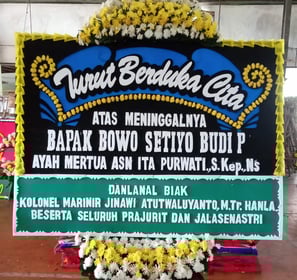 Turut Berduka Cita
ATAS MENINGGALNYA
BAPAK BOWO SETIYO BUDI P'
AYAH MERTUA ASN ITA PURWATI.,S.Kep,Ns
DANLANAL BIAK
KOLONEL MARINIR JINAWI ATUTWALUYANTO, M.Tr. HANLA
BESERTA SELURUH PRAJURIT DAN JALASENASTRI